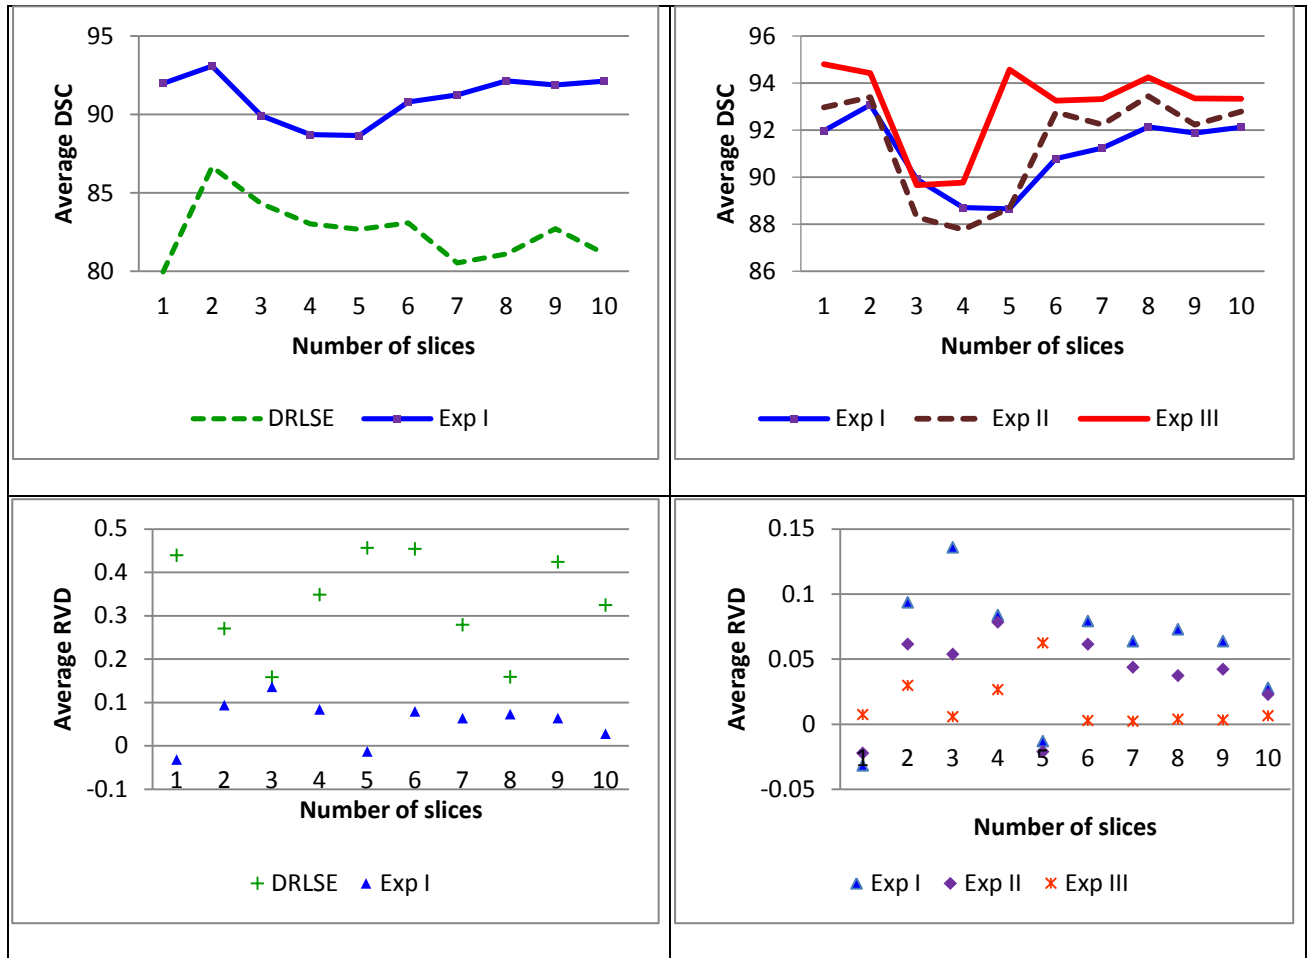 95
90
85
80
Average DSC
1 2 3 4 5 6 7 8 9 10
Number of slices
DRLSE Exp I
96
94
92
90
88
86
Average DSC
1 2 3 4 5 6 7 8 9 10
Number of slices
Exp I Exp II Exp III
0.5
0.4
0.3
0.2
0.1
0
-0.1
Average RVD
1 2 3 4 5 6 7 8 9 10
Number of slices
DRLSE Exp I
0.15
0.1
0.05
0
-0.05
Average RVD
1 2 3 4 5 6 7 8 9 10
Number of slices
Exp I Exp II Exp III